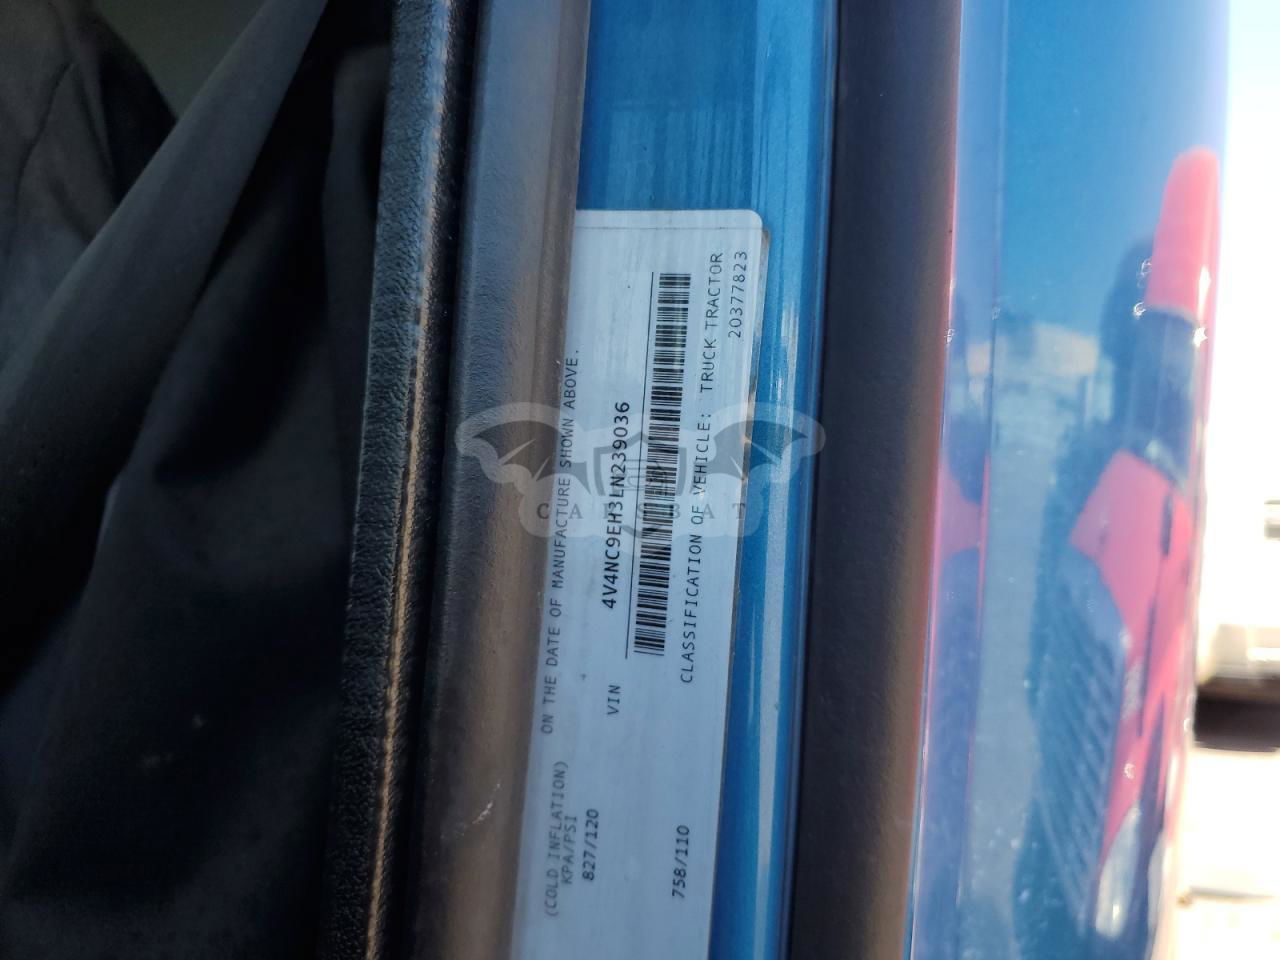 ON THE DATE OF MANUFACTURE SHOWN ABOVE.
(COLD INFLATION)
KPA/PSI
827/120
VIN 4V4NC9EH3LN239036
758/110
CLASSIFICATION OF VEHICLE: TRUCK TRACTOR
20377823
CARSBAT